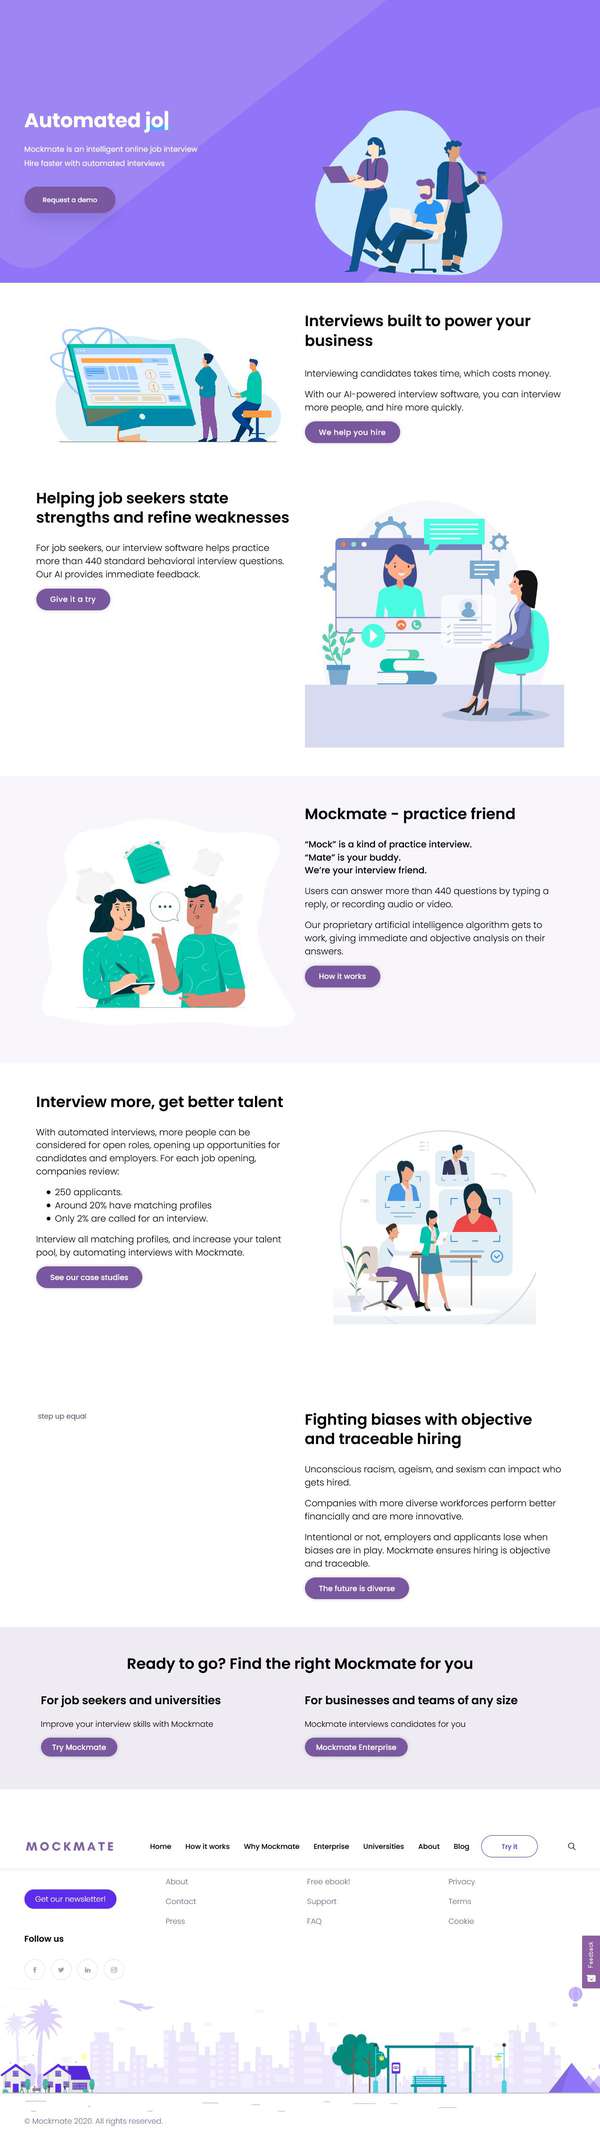 Automated jol
Mockmate is an intelligent online job interview
Hire faster with automated interviews
Request a demo
Interviews built to power your
business
Interviewing candidates takes time, which costs money.
With our AI-powered interview software, you can interview
more people, and hire more quickly.
We help you hire
Helping job seekers state
strengths and refine weaknesses
For job seekers, our interview software helps practice
more than 440 standard behavioral interview questions.
Our AI provides immediate feedback.
Give it a try
Mockmate - practice friend
“Mock” is a kind of practice interview.
“Mate” is your buddy.
We’re your interview friend.
Users can answer more than 440 questions by typing a
reply, or recording audio or video.
Our proprietary artificial intelligence algorithm gets to
work, giving immediate and objective analysis on their
answers.
How it works
Interview more, get better talent
With automated interviews, more people can be
considered for open roles, opening up opportunities for
candidates and employers. For each job opening,
companies review:
• 250 applicants.
• Around 20% have matching profiles
• Only 2% are called for an interview.
Interview all matching profiles, and increase your talent
pool, by automating interviews with Mockmate.
See our case studies
step up equal
Fighting biases with objective
and traceable hiring
Unconscious racism, ageism, and sexism can impact who
gets hired.
Companies with more diverse workforces perform better
financially and are more innovative.
Intentional or not, employers and applicants lose when
biases are in play. Mockmate ensures hiring is objective
and traceable.
The future is diverse
Ready to go? Find the right Mockmate for you
For job seekers and universities
Improve your interview skills with Mockmate
Try Mockmate
For businesses and teams of any size
Mockmate interviews candidates for you
Mockmate Enterprise
MOCKMATE Home How it works Why Mockmate Enterprise Universities About Blog Try it
Get our newsletter!
Follow us
About
Contact
Press
Free ebook!
Support
FAQ
Privacy
Terms
Cookie
Feedback
© Mockmate 2020. All rights reserved.